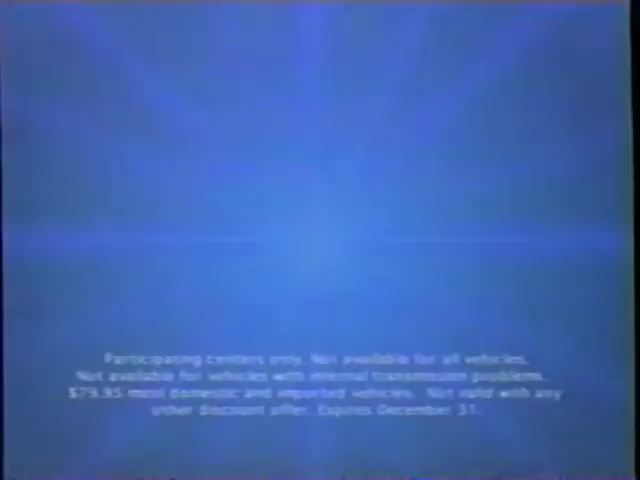 Participating centers only. Not available for all vehicles.
Not available for vehicles with internal transmission problems.
$79.95 most domestic and imported vehicles. Not valid with any
other discount offer. Expires December 31.